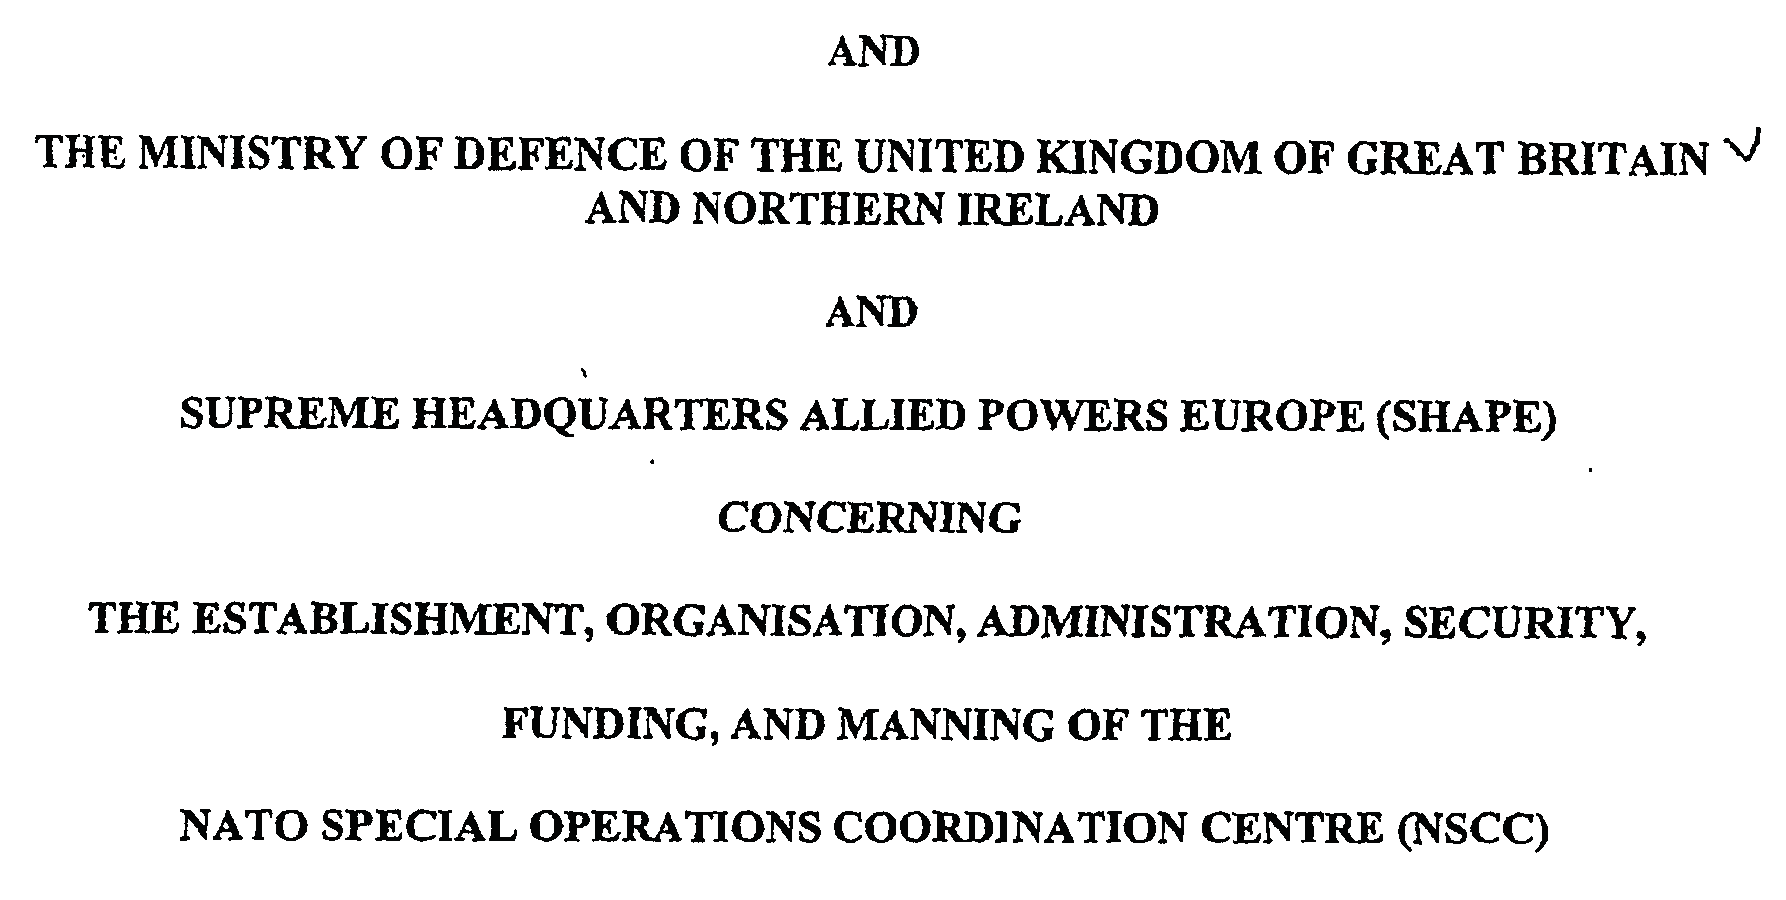 AND
THE MINISTRY OF DEFENCE OF THE UNITED KINGDOM OF GREAT BRITAIN
AND NORTHERN IRELAND
AND
SUPREME HEADQUARTERS ALLIED POWERS EUROPE (SHAPE)
CONCERNING
THE ESTABLISHMENT, ORGANISATION, ADMINISTRATION, SECURITY,
FUNDING, AND MANNING OF THE
NATO SPECIAL OPERATIONS COORDINATION CENTRE (NSCC)